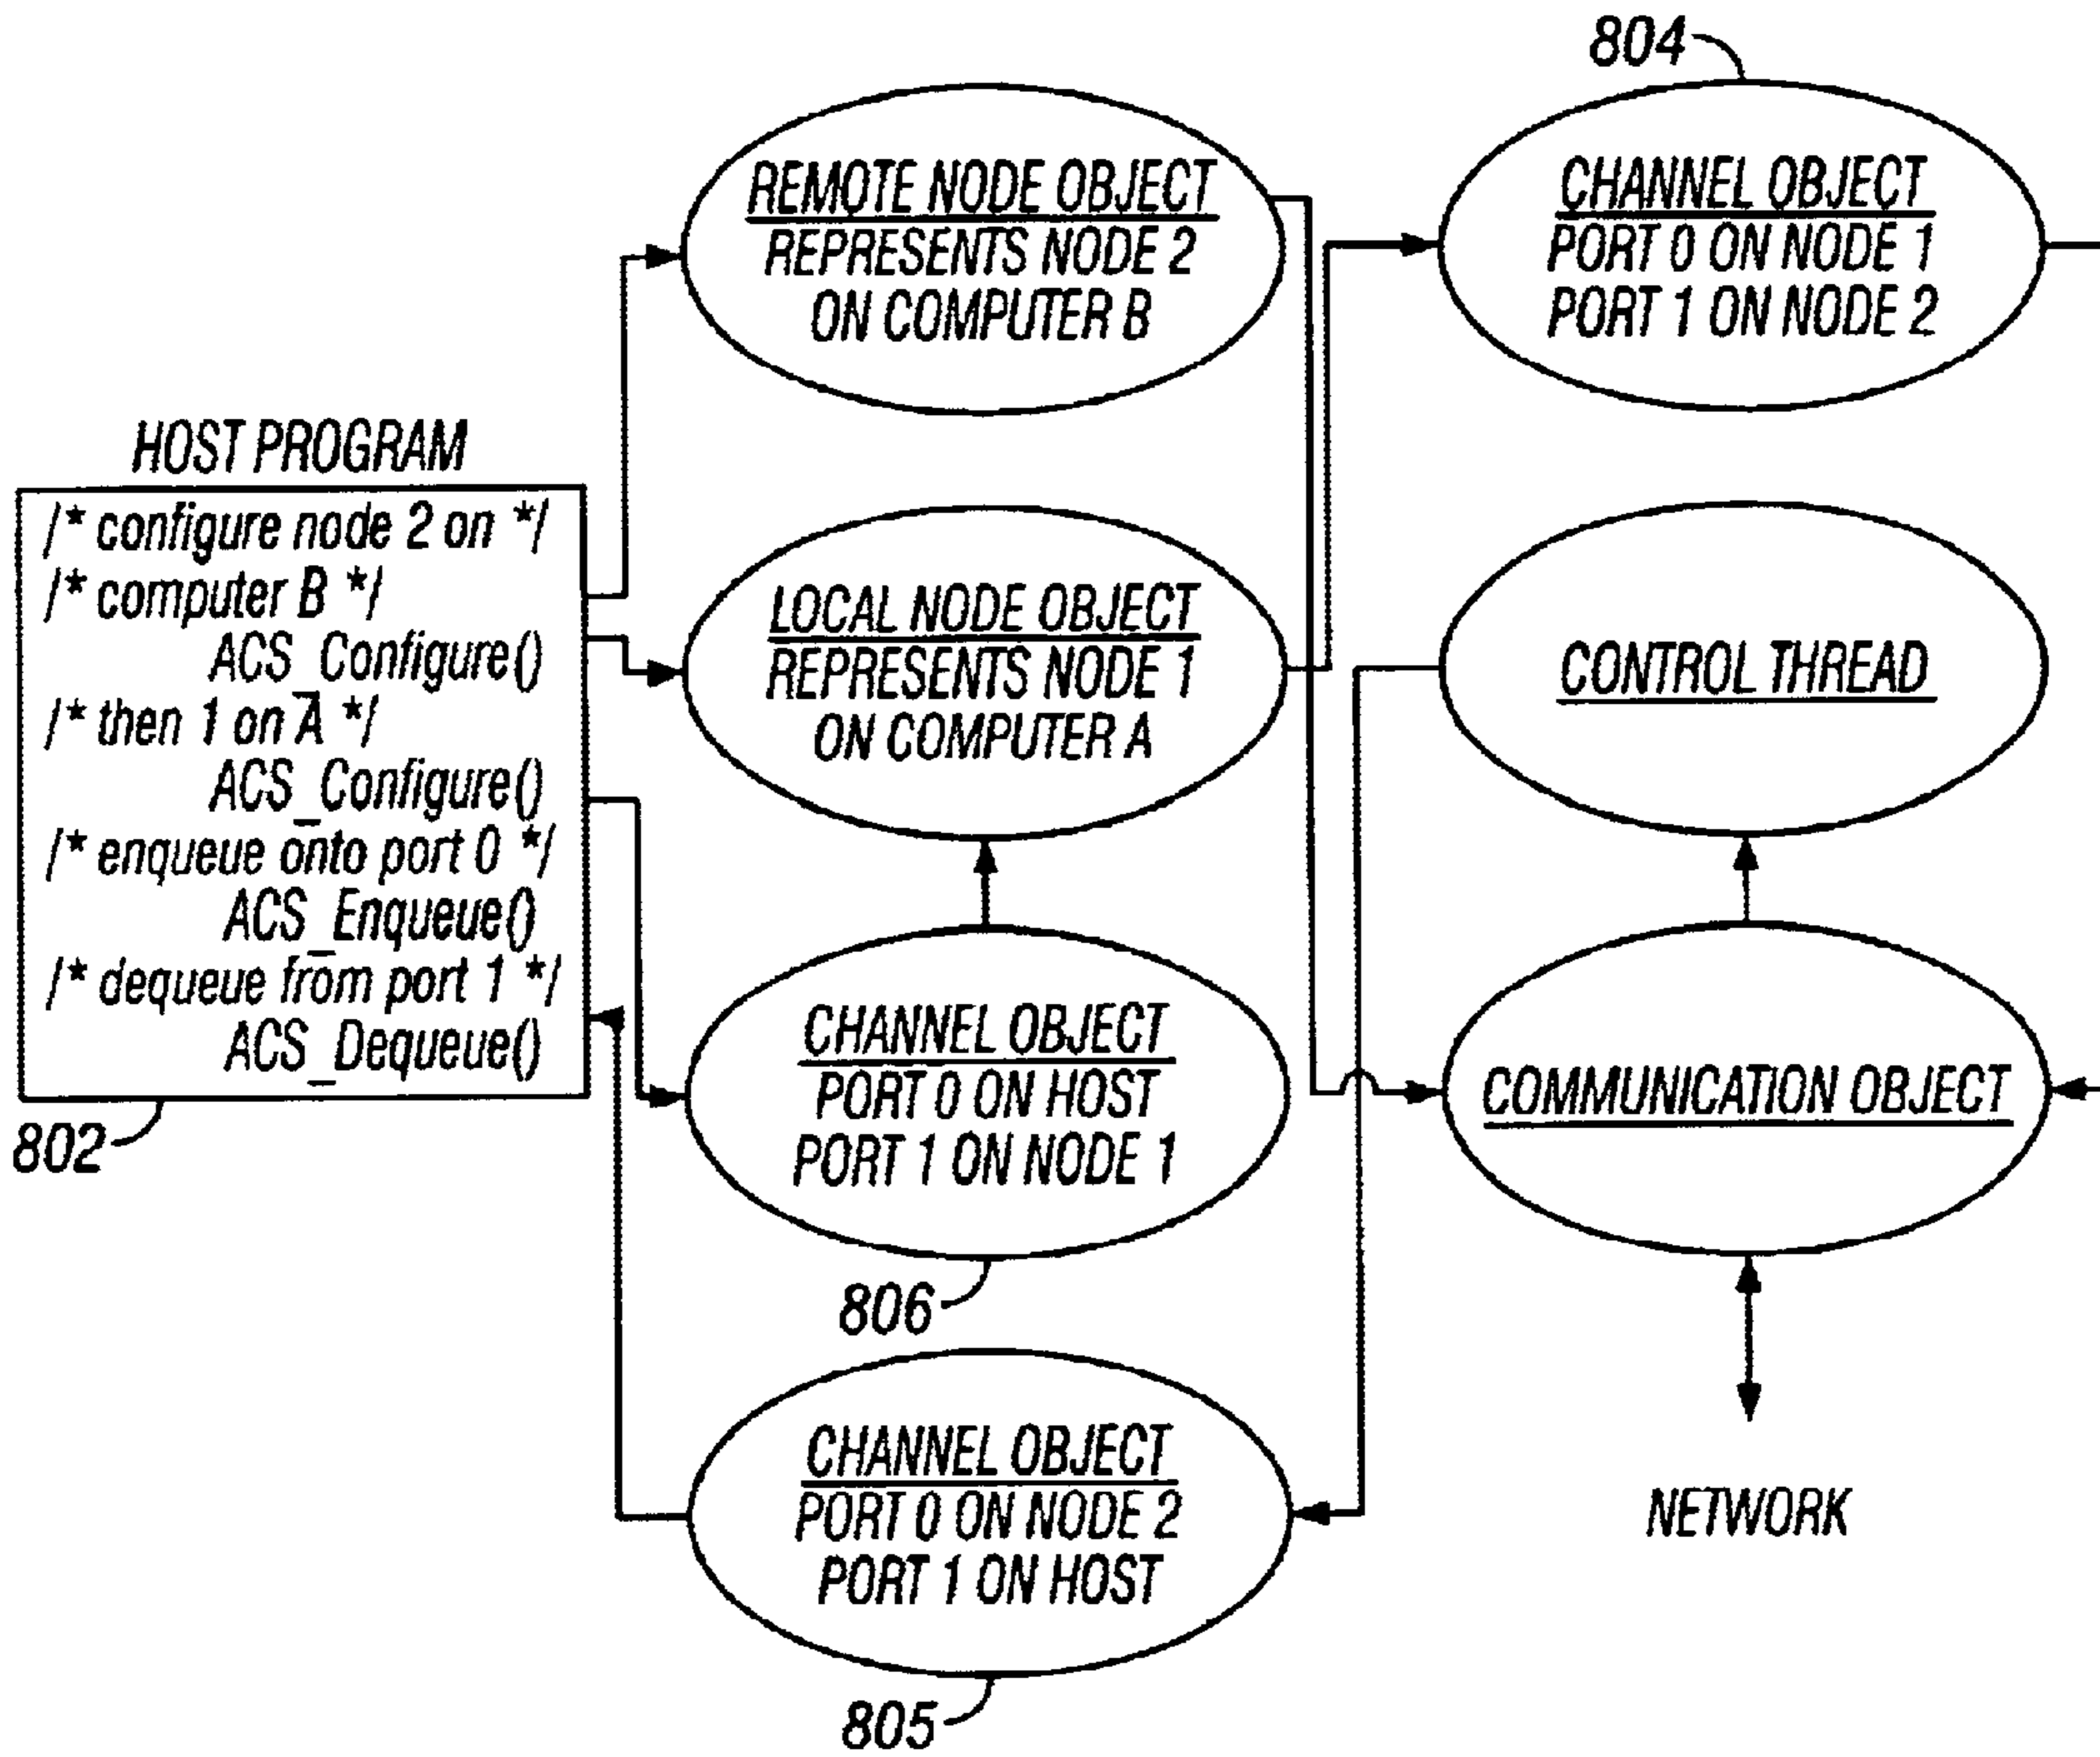 804
REMOTE NODE OBJECT
REPRESENTS NODE 2
ON COMPUTER B
CHANNEL OBJECT
PORT 0 ON NODE 1
PORT 1 ON NODE 2
HOST PROGRAM
/* configure node 2 on */
/* computer B */
ACS_Configure()
/* then 1 on A */
ACS_Configure()
/* enqueue onto port 0 */
ACS_Enqueue()
/* dequeue from port 1 */
ACS_Dequeue()
802
LOCAL NODE OBJECT
REPRESENTS NODE 1
ON COMPUTER A
CONTROL THREAD
CHANNEL OBJECT
PORT 0 ON HOST
PORT 1 ON NODE 1
806
COMMUNICATION OBJECT
CHANNEL OBJECT
PORT 0 ON NODE 2
PORT 1 ON HOST
805
NETWORK